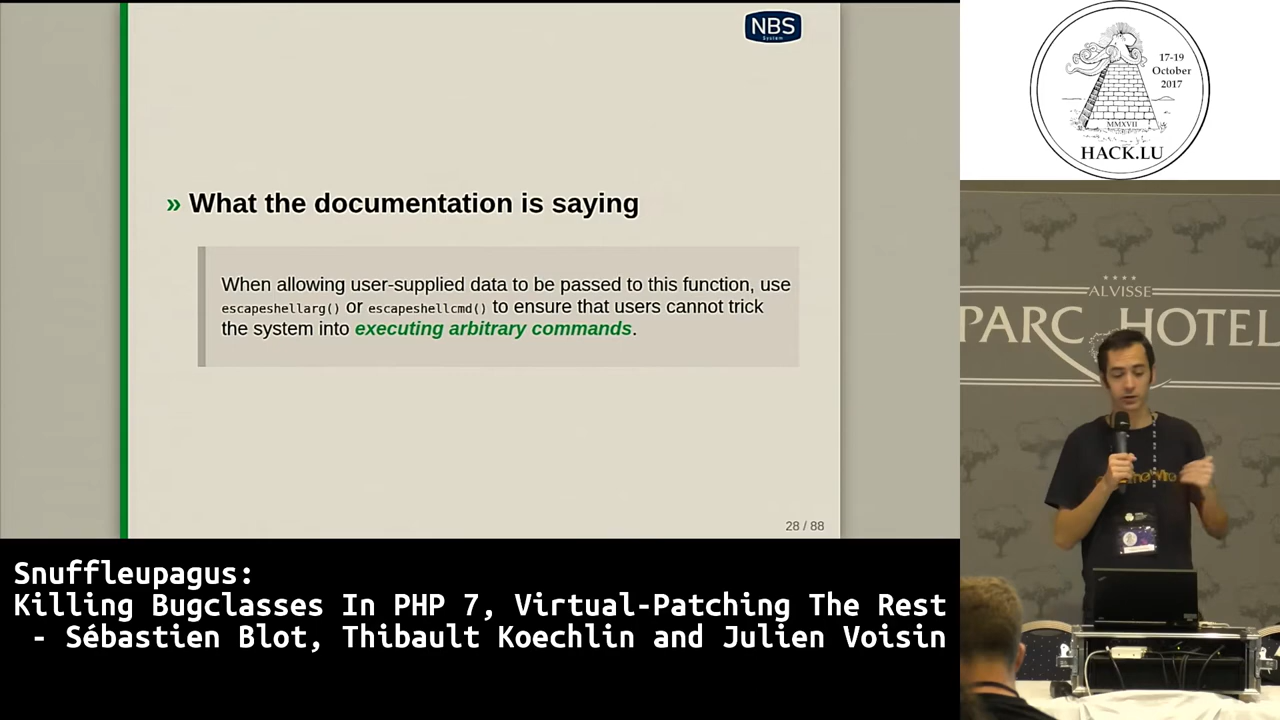 NBS
System
» What the documentation is saying
When allowing user-supplied data to be passed to this function, use
escapeshellarg() or escapeshellcmd() to ensure that users cannot trick
the system into executing arbitrary commands.
28 / 88
17-19
October
2017
MMXVII
HACK.LU
ALVISSE
PARC HOTEL
Snuffleupagus:
Killing Bugclasses In PHP 7, Virtual-Patching The Rest
- Sébastien Blot, Thibault Koechlin and Julien Voisin